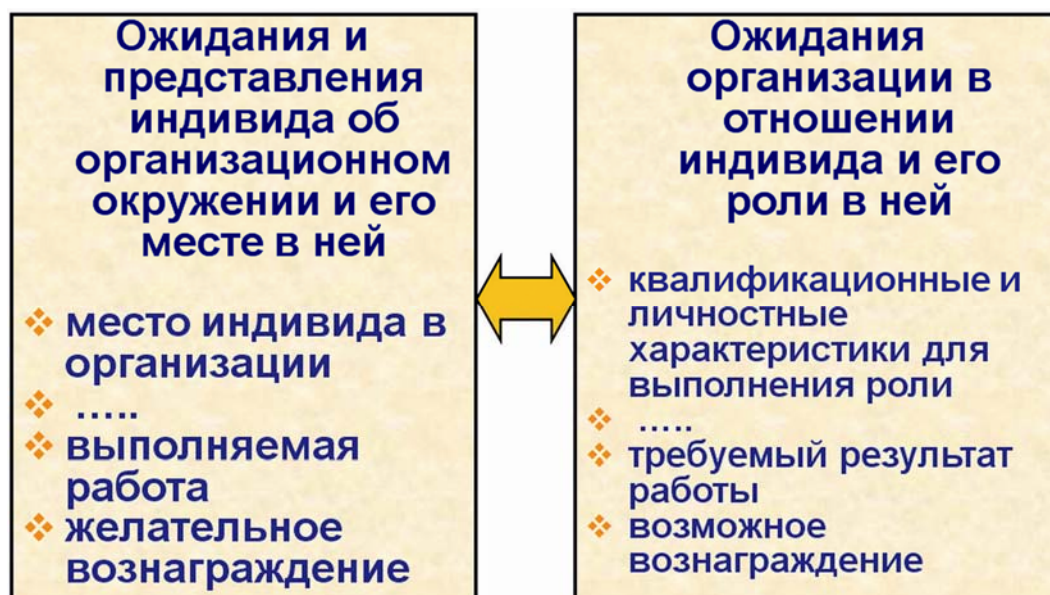 Ожидания и
представления
индивида об
организационном
окружении и его
месте в ней
место индивида в
организации
.....
выполняемая
работа
желательное
вознаграждение
Ожидания
организации в
отношении
индивида и его
роли в ней
квалификационные и
личностные
характеристики для
выполнения роли
.....
требуемый результат
работы
возможное
вознаграждение